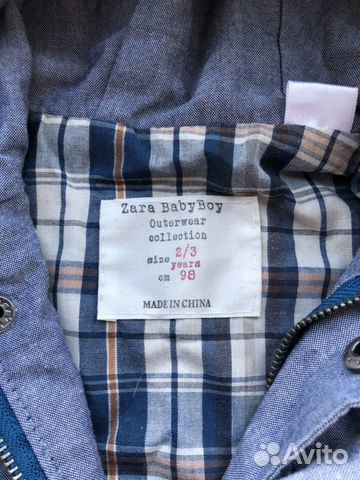 Zara BabyBoy
Outerwear
collection
size 2/3
years
cm 98
MADE IN CHINA
Avito